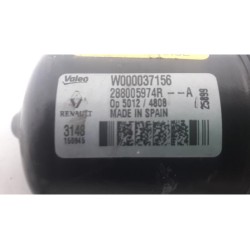 Valeo W000037156
288005974R --A
Op 5012 / 4808
RENAULT MADE IN SPAIN
3148